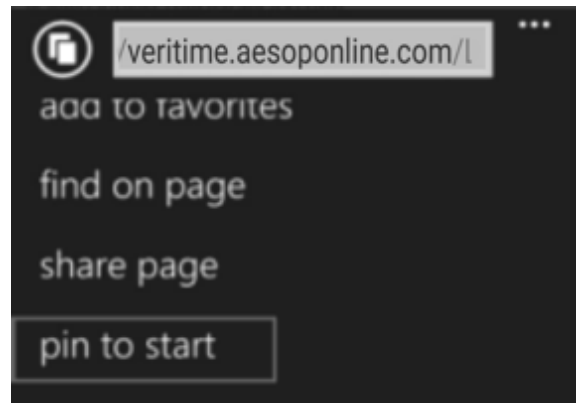 /veritime.aesoponline.com/l
add to favorites
find on page
share page
pin to start